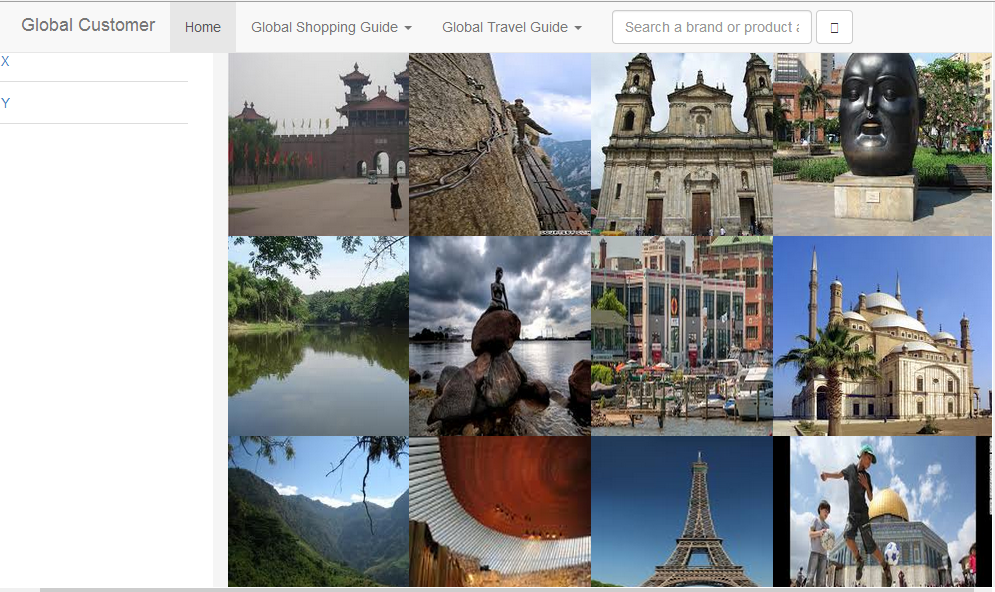 Global Customer
Home
Global Shopping Guide
Global Travel Guide
Search a brand or product
X
Y